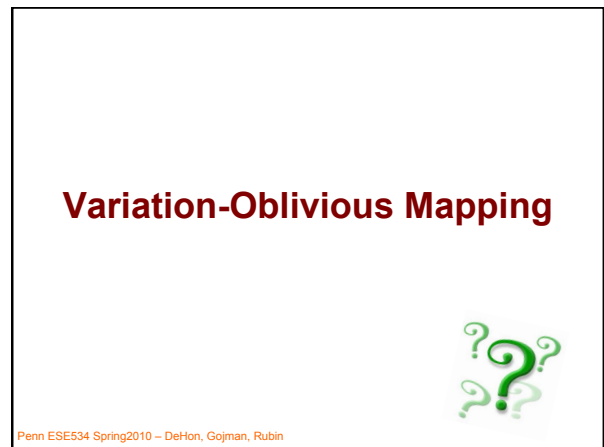 Variation-Oblivious Mapping
Penn ESE534 Spring2010 – DeHon, Gojman, Rubin